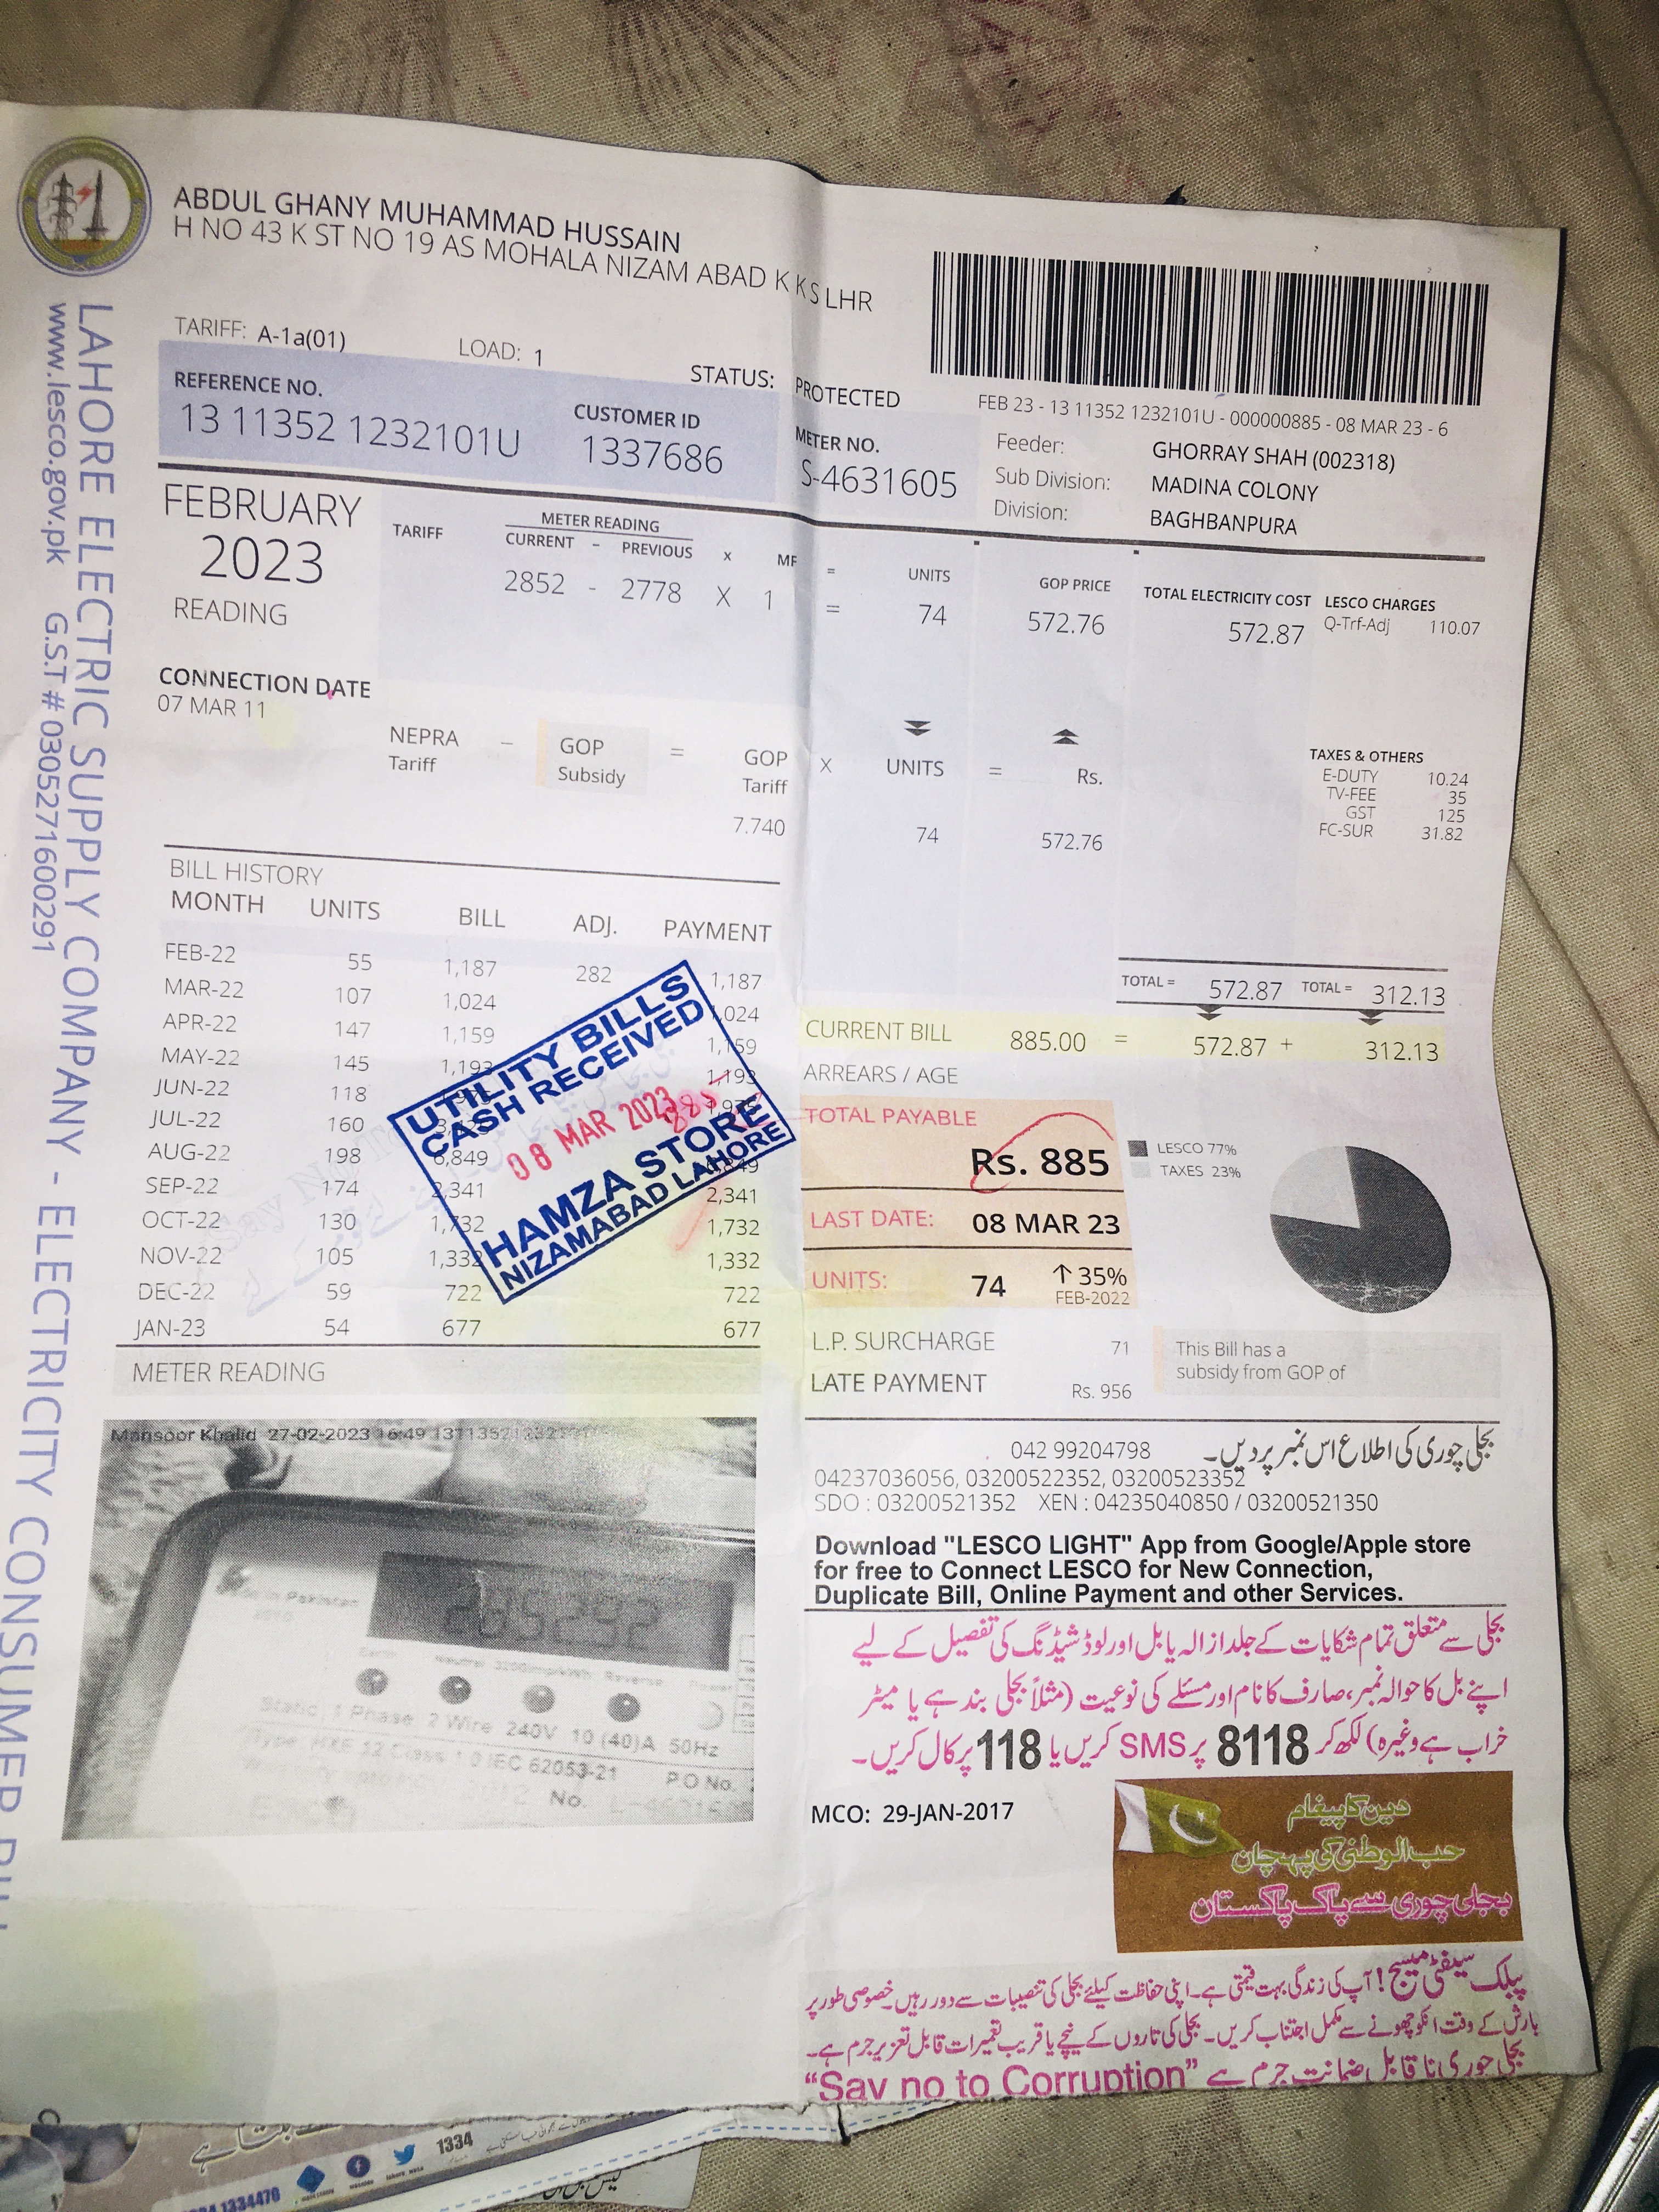 ABDUL GHANY MUHAMMAD HUSSAIN
H NO 43 K ST NO 19 AS MOHALA NIZAM ABAD K K S LHR
TARIFF: A-1a(01) LOAD: 1 STATUS: PROTECTED
REFERENCE NO. CUSTOMER ID METER NO.
13 11352 1232101U 1337686 S-4631605
FEB 23 - 13 11352 1232101U - 000000885 - 08 MAR 23 - 6
Feeder: GHORRAY SHAH (002318)
Sub Division: MADINA COLONY
Division: BAGHBANPURA
LAHORE ELECTRIC SUPPLY COMPANY - ELECTRICITY CONSUMER
www.lesco.gov.pk G.S.T # 0305271600291
FEBRUARY
2023
READING
TARIFF METER READING
CURRENT - PREVIOUS x MF = UNITS GOP PRICE
2852 - 2778 X 1 = 74 572.76
TOTAL ELECTRICITY COST
572.87
LESCO CHARGES
Q-Trf-Adj 110.07
CONNECTION DATE
07 MAR 11
NEPRA Tariff - GOP Subsidy = GOP Tariff X UNITS = Rs.
7.740 74 572.76
TAXES & OTHERS
E-DUTY 10.24
TV-FEE 35
GST 125
FC-SUR 31.82
BILL HISTORY
MONTH UNITS BILL ADJ. PAYMENT
FEB-22 55 1,187 282 1,187
MAR-22 107 1,024 1,024
APR-22 147 1,159 1,159
MAY-22 145 1,193 1,193
JUN-22 118
JUL-22 160
AUG-22 198 6,849 6,849
SEP-22 174 2,341 2,341
OCT-22 130 1,732 1,732
NOV-22 105 1,332 1,332
DEC-22 59 722 722
JAN-23 54 677 677
UTILITY BILLS
CASH RECEIVED
08 MAR 2023
885
HAMZA STORE
NIZAMABAD LAHORE
TOTAL = 572.87 TOTAL = 312.13
CURRENT BILL 885.00 = 572.87 + 312.13
ARREARS / AGE
TOTAL PAYABLE
Rs. 885
LESCO 77%
TAXES 23%
LAST DATE: 08 MAR 23
UNITS: 74 ↑ 35%
FEB-2022
L.P. SURCHARGE 71
LATE PAYMENT Rs. 956
This Bill has a
subsidy from GOP of
METER READING
Mansoor Khalid 27-02-2023 16:49
Static 1 Phase 2 Wire 240V 10 (40)A 50Hz
IEC 62053-21 P.O No.
No.
بجلی چوری کی اطلاع اس نمبر پر دیں۔ 042 99204798
04237036056, 03200522352, 03200523352
SDO : 03200521352 XEN : 04235040850 / 03200521350
Download "LESCO LIGHT" App from Google/Apple store
for free to Connect LESCO for New Connection,
Duplicate Bill, Online Payment and other Services.
بجلی سے متعلق تمام شکایات کے جلد ازالہ یا بل اور لوڈشیڈنگ کی تفصیل کے لیے
اپنے بل کا حوالہ نمبر، صارف کا نام اور مسئلے کی نوعیت (مثلاً بجلی بند ہے یا میٹر
خراب ہے وغیرہ) لکھ کر 8118 پر SMS کریں یا 118 پر کال کریں۔
MCO: 29-JAN-2017
دین کا پیغام
حب الوطنی کی پہچان
بجلی چوری سے پاک پاکستان
پبلک سیفٹی میسج! آپ کی زندگی بہت قیمتی ہے۔ اپنی حفاظت کیلئے بجلی کی تنصیبات سے دور رہیں۔ خصوصی طور پر
بارش کے وقت انکو چھونے سے مکمل اجتناب کریں۔ بجلی کی تاروں کے نیچے یا قریب تعمیرات قابل تعزیر جرم ہے۔
بجلی چوری نا قابل ضمانت جرم ہے "Say no to Corruption"
1334